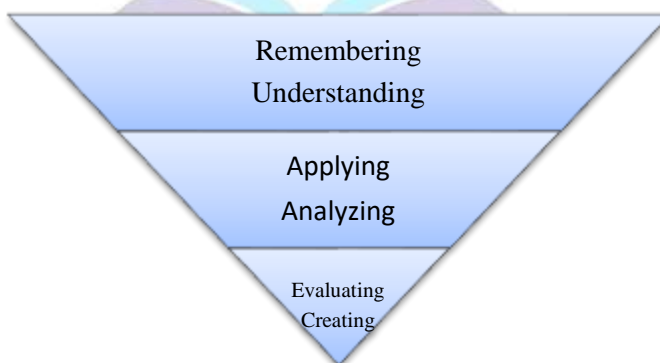 Remembering
Understanding
Applying
Analyzing
Evaluating
Creating